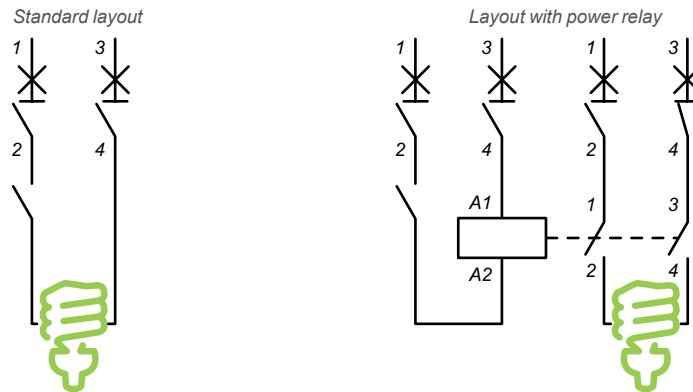 Standard layout
Layout with power relay
1 3
1 3 1 3
2 4
2 4 2 4
A1 1 3
A2 2 4